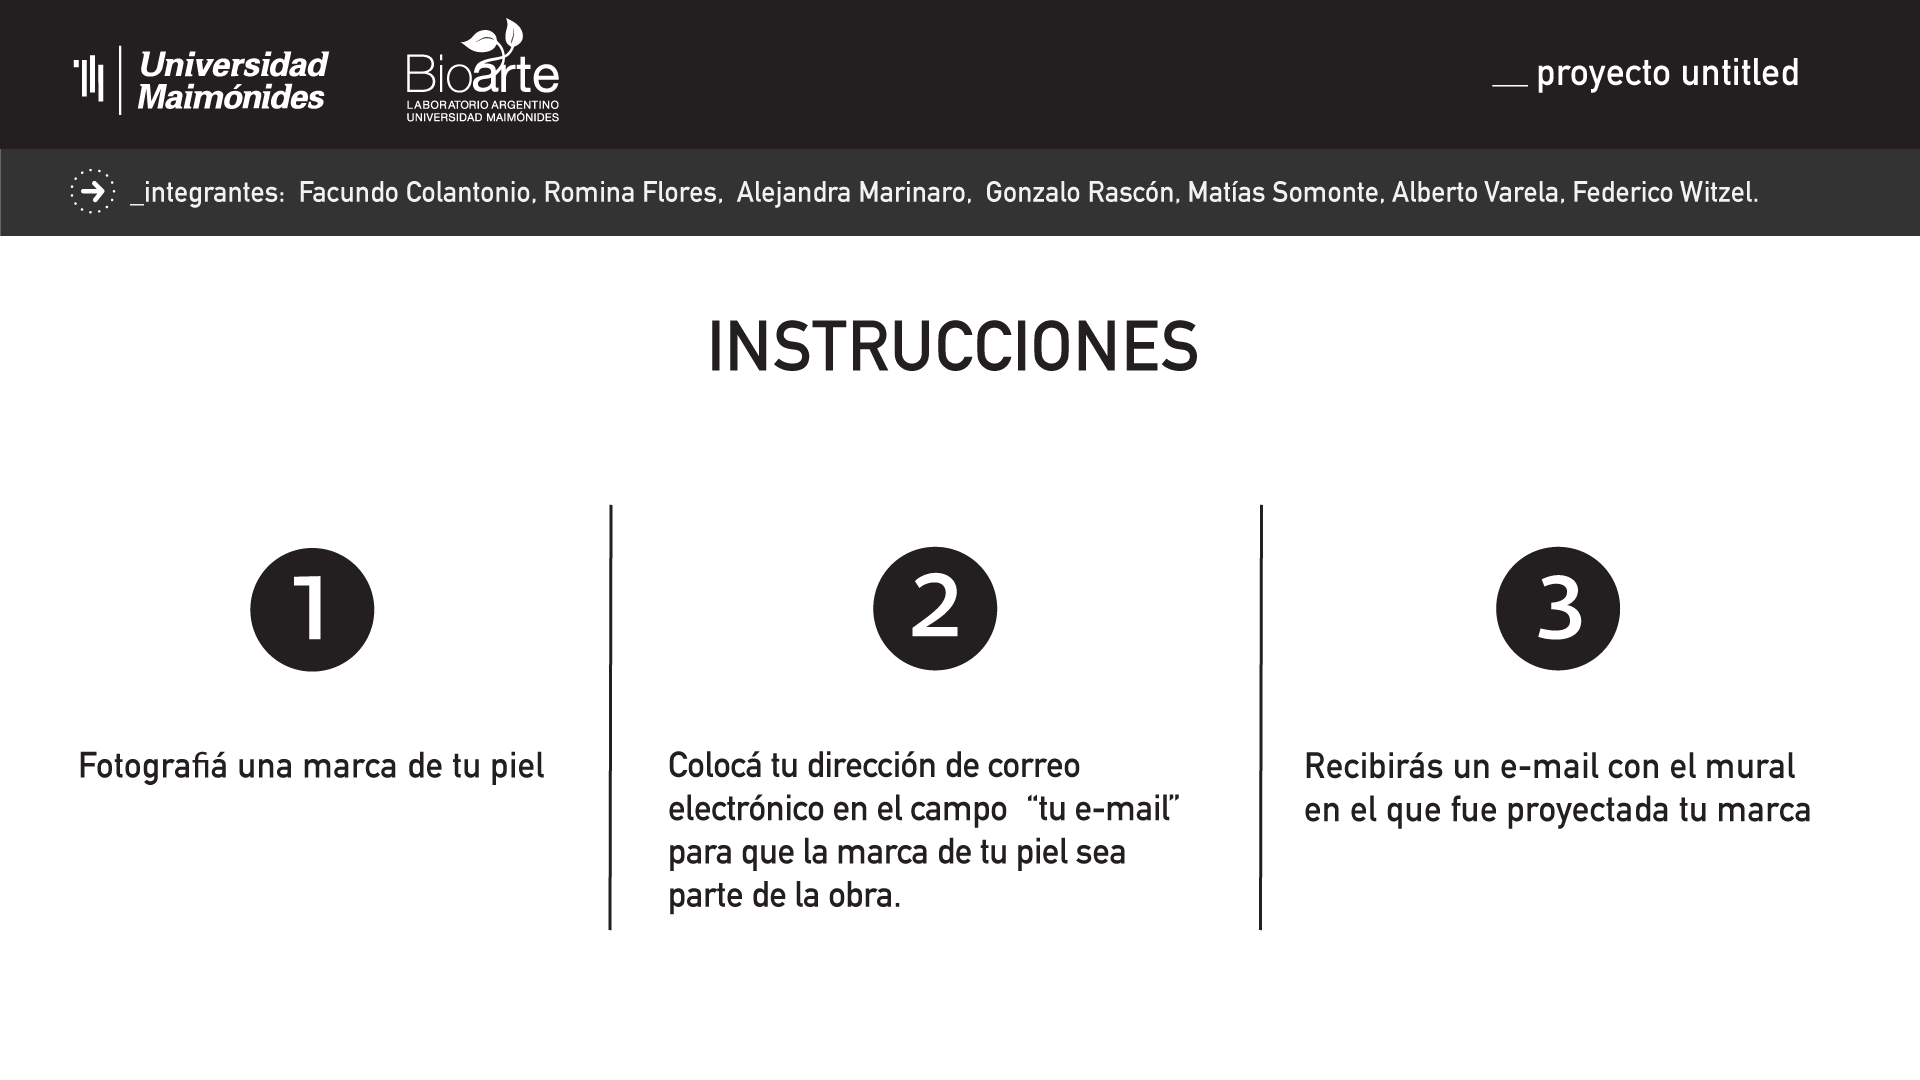 Universidad
Maimónides
Bioarte
LABORATORIO ARGENTINO
UNIVERSIDAD MAIMÓNIDES
__ proyecto untitled
_integrantes: Facundo Colantonio, Romina Flores, Alejandra Marinaro, Gonzalo Rascón, Matías Somonte, Alberto Varela, Federico Witzel.
INSTRUCCIONES
1
Fotografiá una marca de tu piel
2
Colocá tu dirección de correo
electrónico en el campo “tu e-mail”
para que la marca de tu piel sea
parte de la obra.
3
Recibirás un e-mail con el mural
en el que fue proyectada tu marca